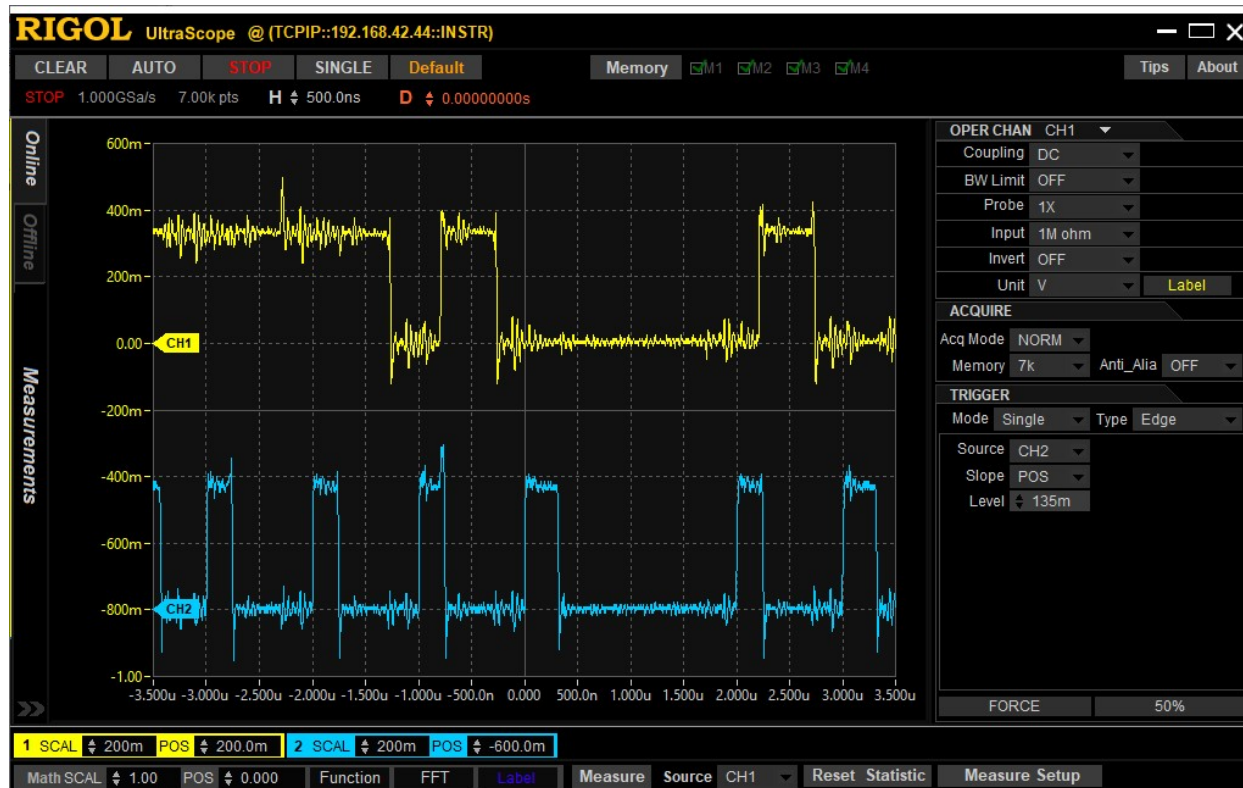 RIGOL UltraScope @ (TCPIP::192.168.42.44::INSTR)
CLEAR AUTO STOP SINGLE Default Memory M1 M2 M3 M4 Tips About
STOP 1.000GSa/s 7.00k pts H 500.0ns D 0.00000000s
Online
Offline
Measurements
600m
400m
200m
0.00
-200m
-400m
-600m
-800m
-1.00
CH1
CH2
-3.500u -3.000u -2.500u -2.000u -1.500u -1.000u -500.0n 0.000 500.0n 1.000u 1.500u 2.000u 2.500u 3.000u 3.500u
OPER CHAN CH1
Coupling DC
BW Limit OFF
Probe 1X
Input 1M ohm
Invert OFF
Unit V Label
ACQUIRE
Acq Mode NORM
Memory 7k Anti_Alia OFF
TRIGGER
Mode Single Type Edge
Source CH2
Slope POS
Level 135m
FORCE 50%
1 SCAL 200m POS 200.0m 2 SCAL 200m POS -600.0m
Math SCAL 1.00 POS 0.000 Function FFT Label Measure Source CH1 Reset Statistic Measure Setup